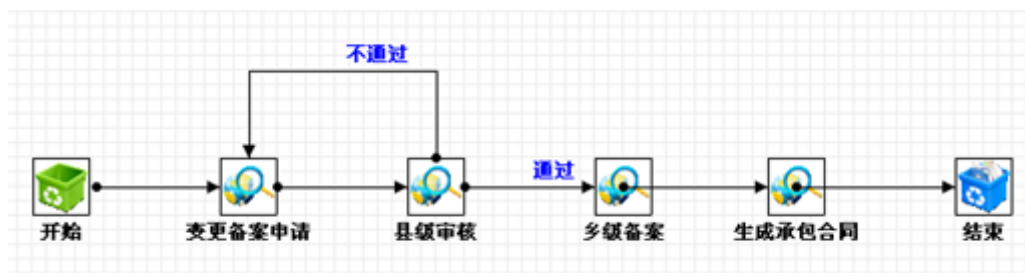 不通过
通过
开始
变更备案申请
县级审核
乡级备案
生成承包合同
结束